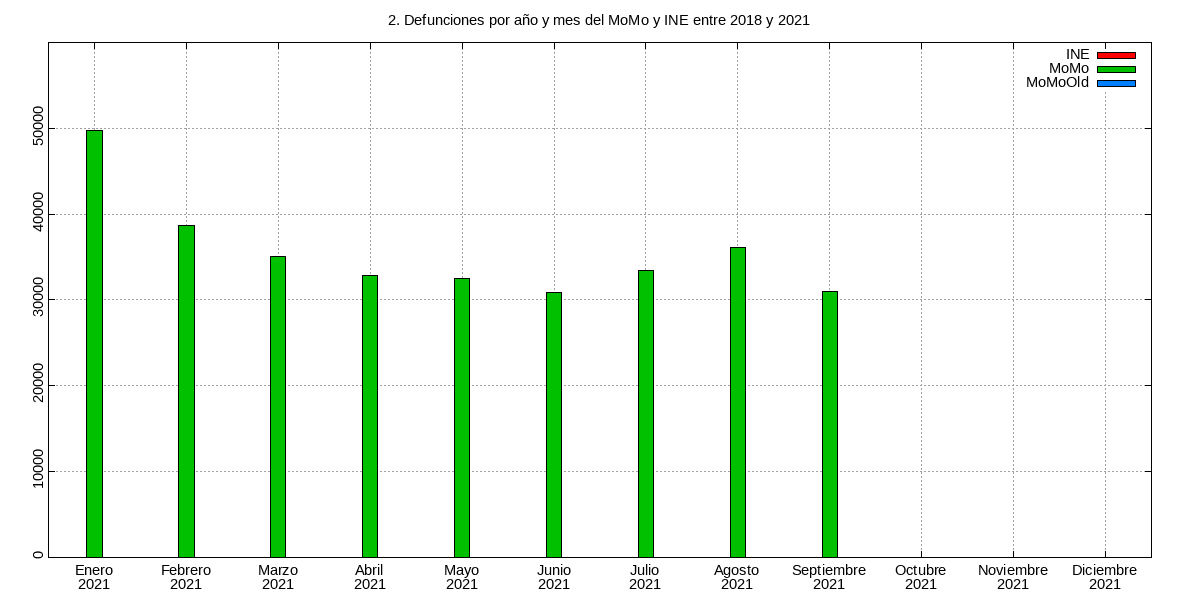 2. Defunciones por año y mes del MoMo y INE entre 2018 y 2021
INE
MoMo
MoMoOld
50000
40000
30000
20000
10000
0
Enero Febrero Marzo Abril Mayo Junio Julio Agosto Septiembre Octubre Noviembre Diciembre
2021 2021 2021 2021 2021 2021 2021 2021 2021 2021 2021 2021